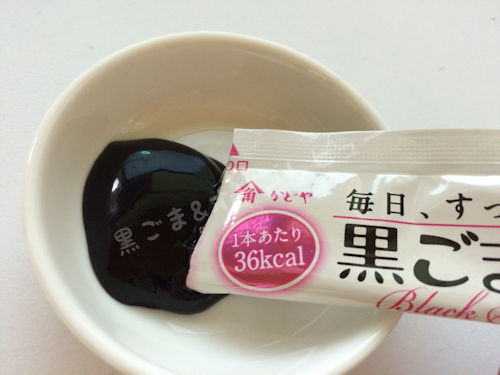 黒ごま&
かどや
毎日、すっ
1本あたり
36kcal
黒ごま
Black